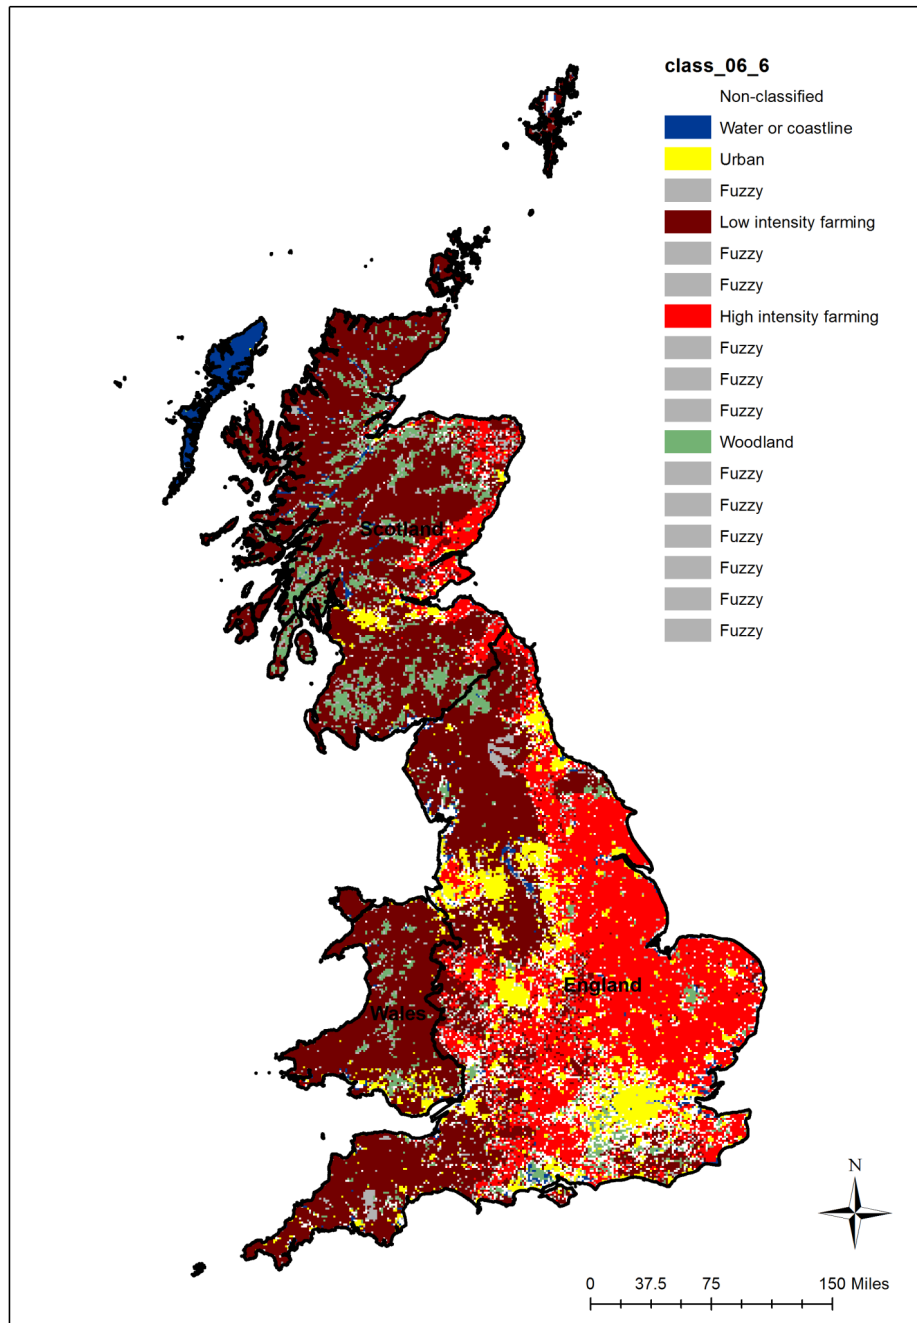 class_06_6
Non-classified
Water or coastline
Urban
Fuzzy
Low intensity farming
Fuzzy
Fuzzy
High intensity farming
Fuzzy
Fuzzy
Fuzzy
Woodland
Fuzzy
Fuzzy
Fuzzy
Fuzzy
Fuzzy
Fuzzy
Scotland
England
Wales
N
0 37.5 75 150 Miles